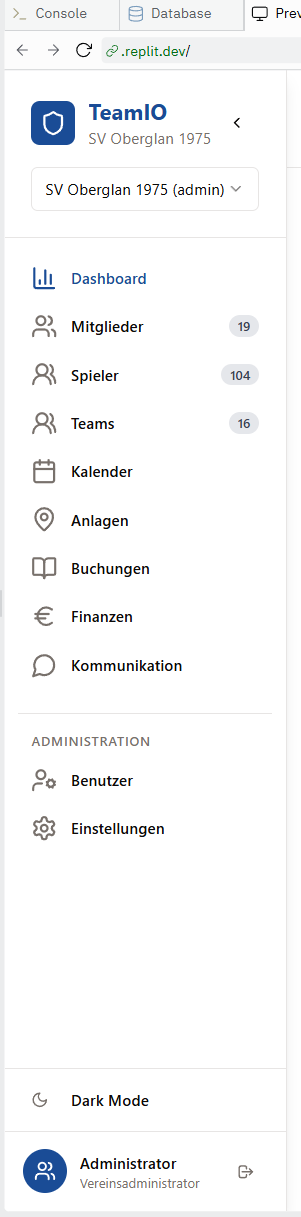 Console
Database
Prev
.replit.dev/
TeamIO
SV Oberglan 1975
SV Oberglan 1975 (admin)
Dashboard
Mitglieder 19
Spieler 104
Teams 16
Kalender
Anlagen
Buchungen
Finanzen
Kommunikation
ADMINISTRATION
Benutzer
Einstellungen
Dark Mode
Administrator
Vereinsadministrator